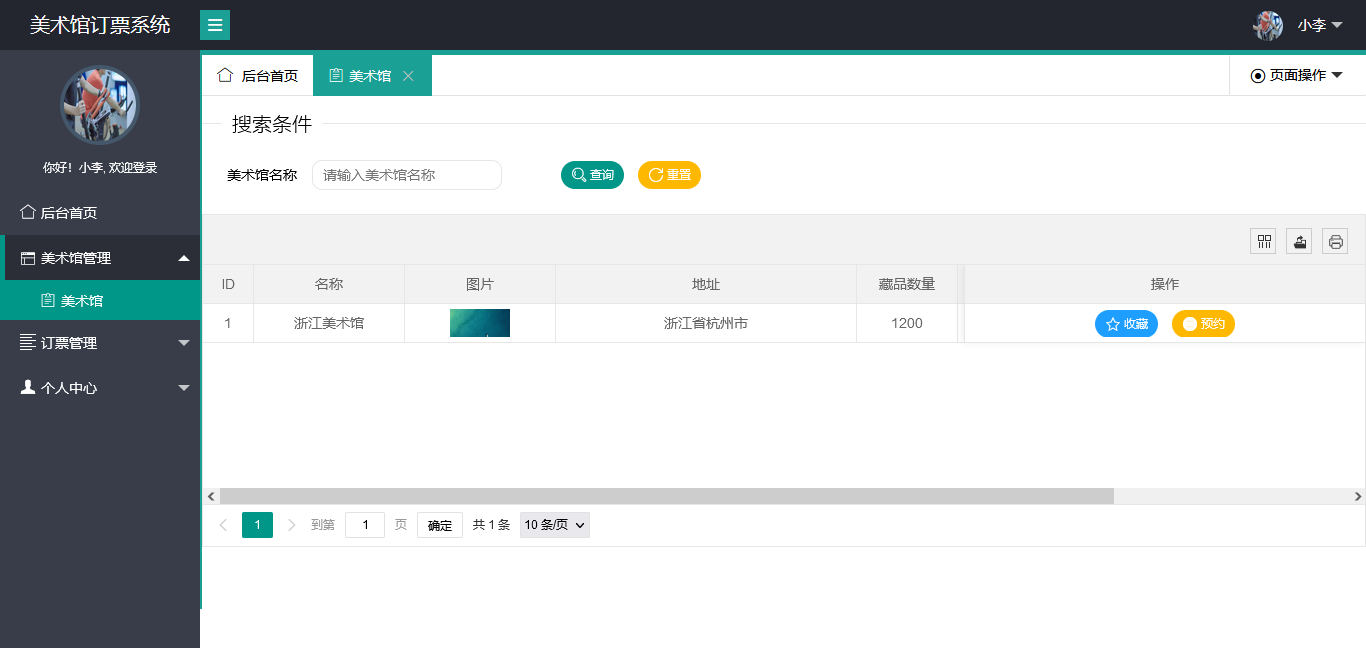 美术馆订票系统
小李
你好！小李, 欢迎登录
后台首页
美术馆管理
美术馆
订票管理
个人中心
后台首页
美术馆
页面操作
搜索条件
美术馆名称
请输入美术馆名称
查询
重置
ID 名称 图片 地址 藏品数量 操作
1 浙江美术馆 浙江省杭州市 1200 收藏 预约
1 到第 1 页 确定 共 1 条 10 条/页